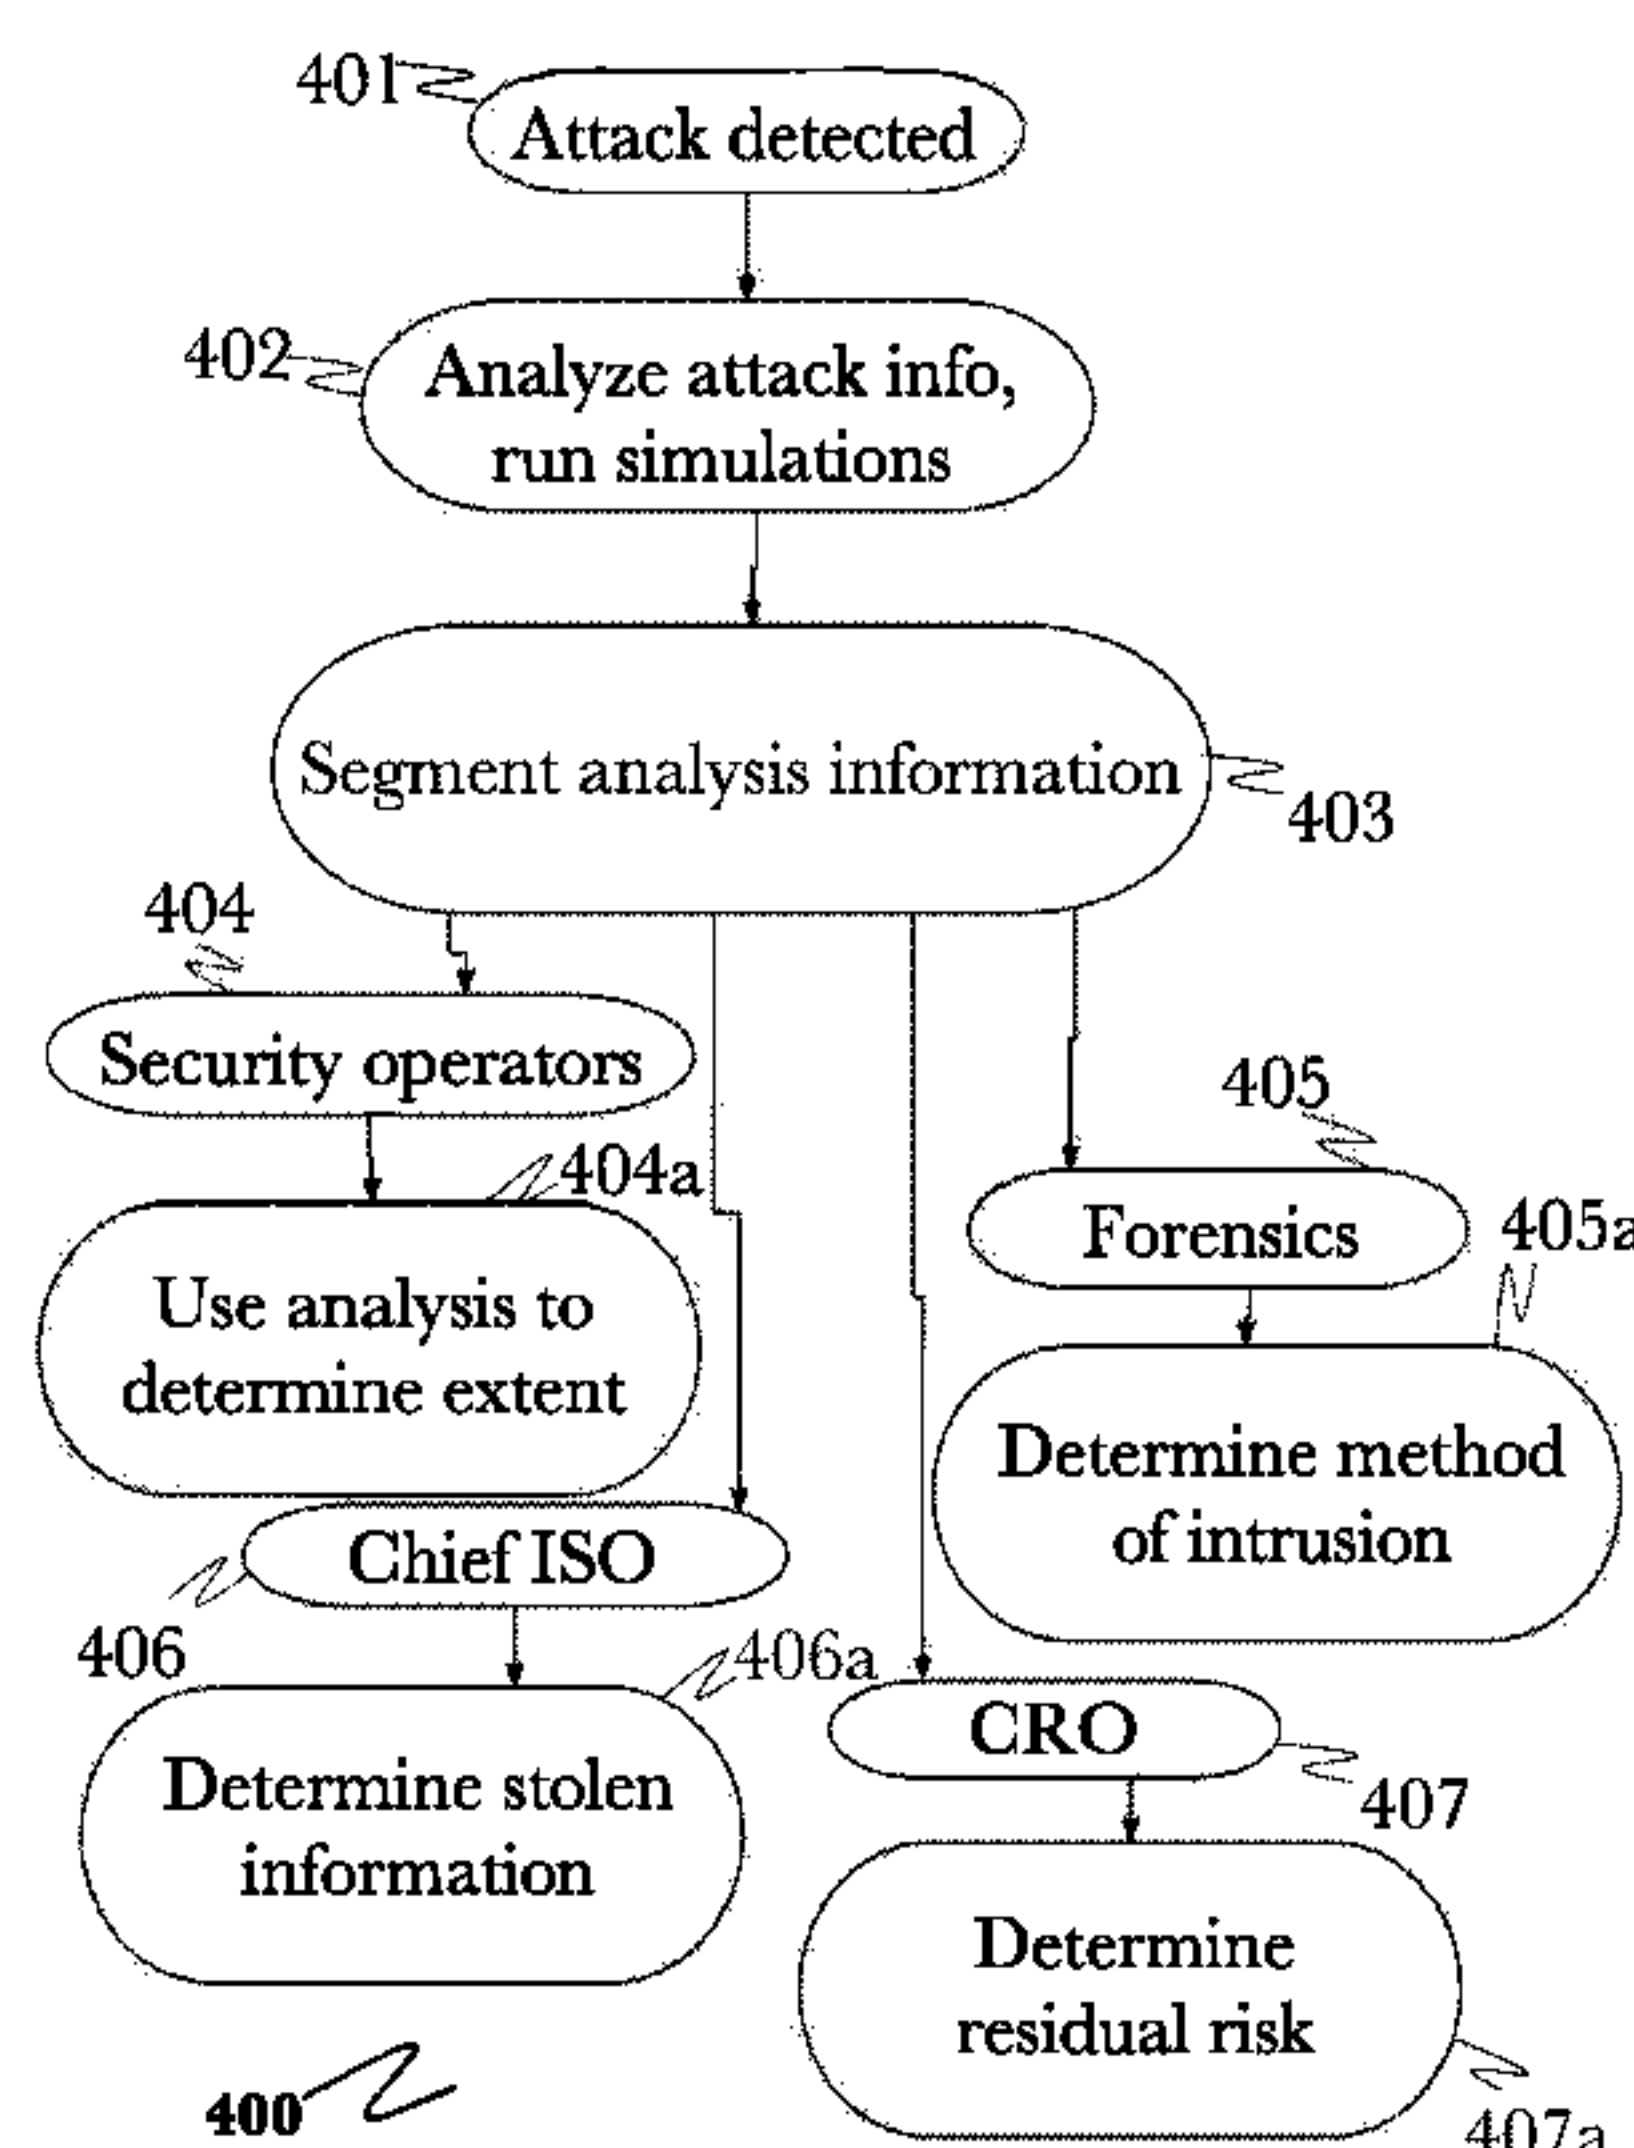 401
Attack detected
402
Analyze attack info,
run simulations
Segment analysis information
403
404
Security operators
404a
405
Forensics
405a
Use analysis to
determine extent
Determine method
of intrusion
Chief ISO
406
406a
CRO
407
Determine stolen
information
Determine
residual risk
400
407a